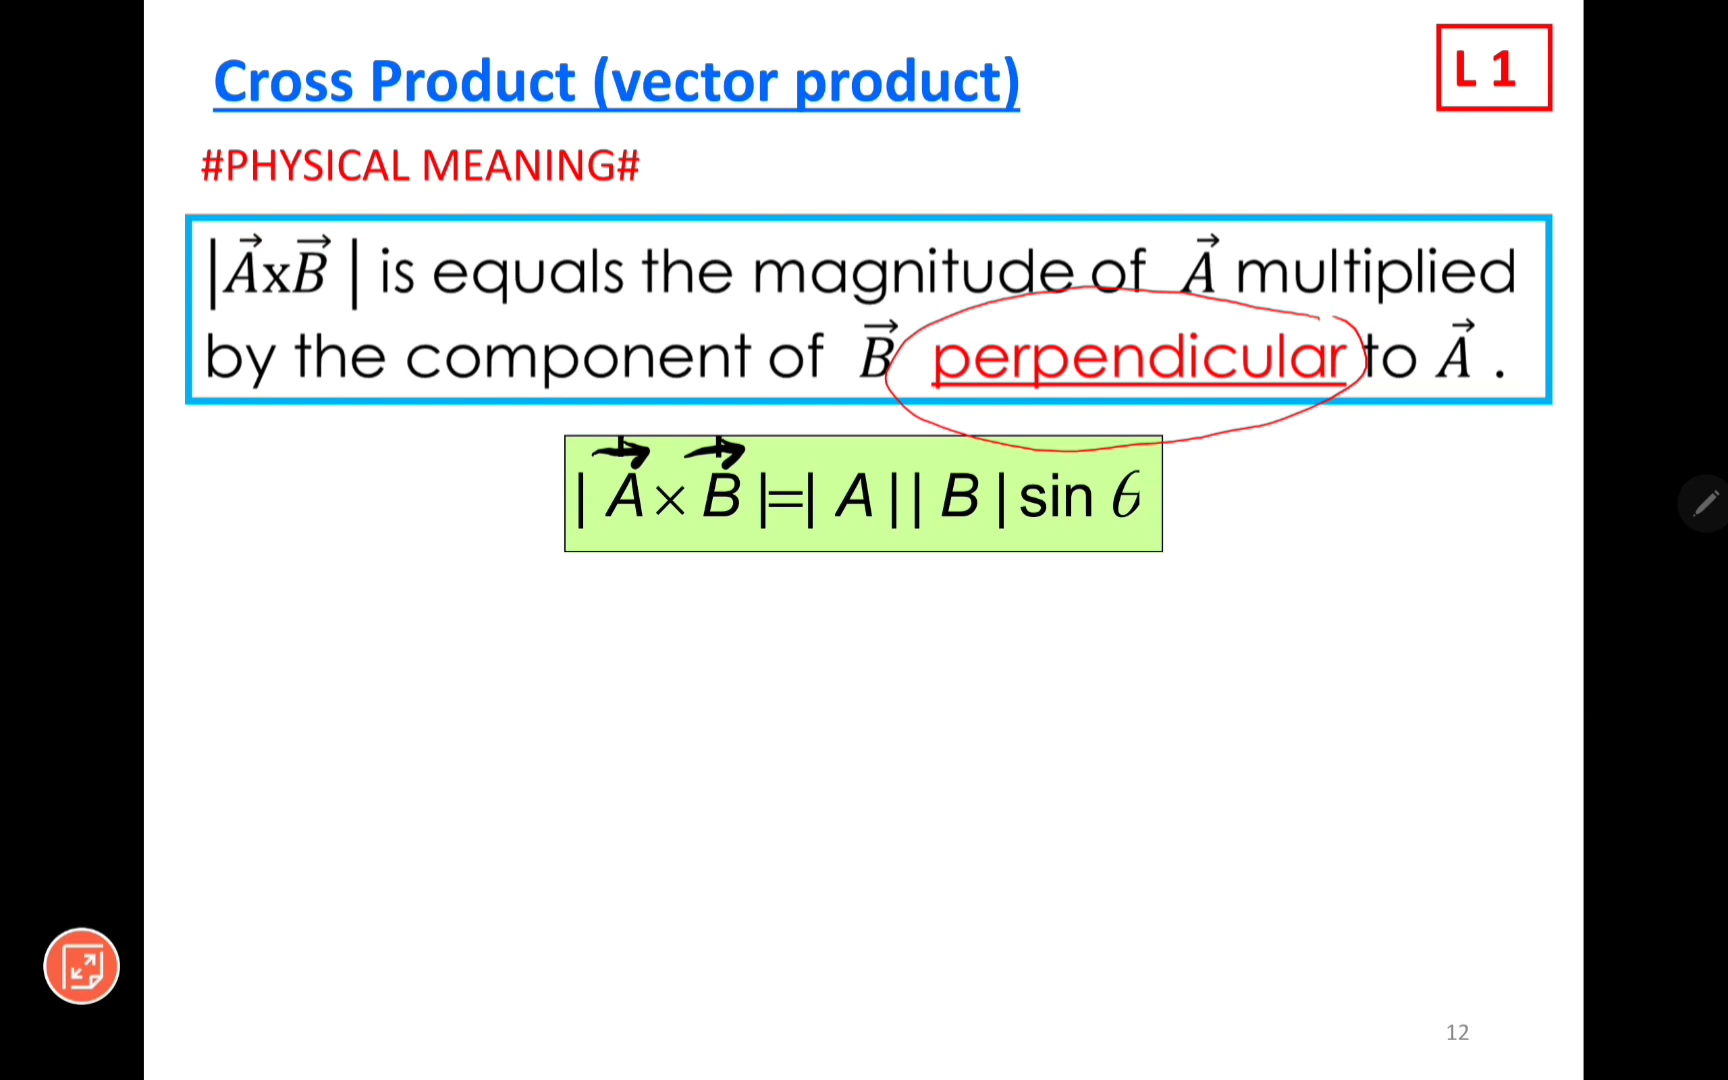 Cross Product (vector product)
L 1
#PHYSICAL MEANING#
|A⃗xB⃗ | is equals the magnitude of A⃗ multiplied
by the component of B⃗ perpendicular to A⃗ .
| A⃗ × B⃗ |=| A || B | sin θ
12